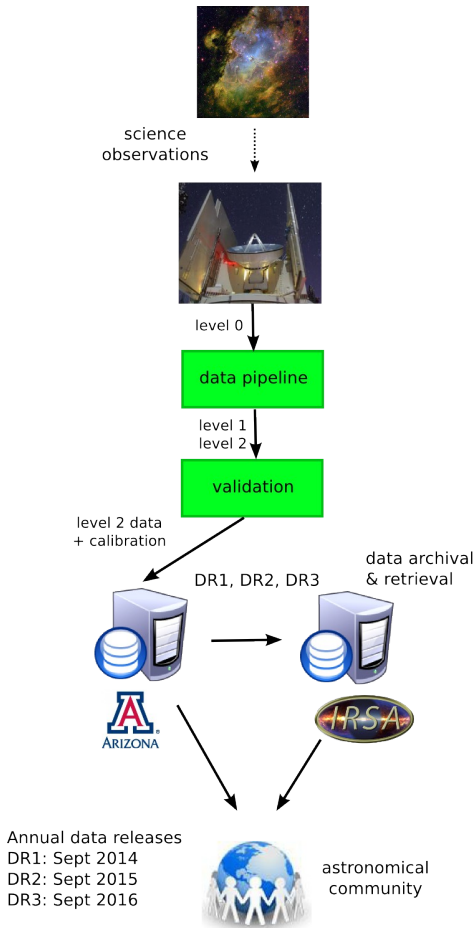 science
observations
level 0
data pipeline
level 1
level 2
validation
level 2 data
+ calibration
DR1, DR2, DR3
data archival
& retrieval
A
ARIZONA
IRSA
Annual data releases
DR1: Sept 2014
DR2: Sept 2015
DR3: Sept 2016
astronomical
community